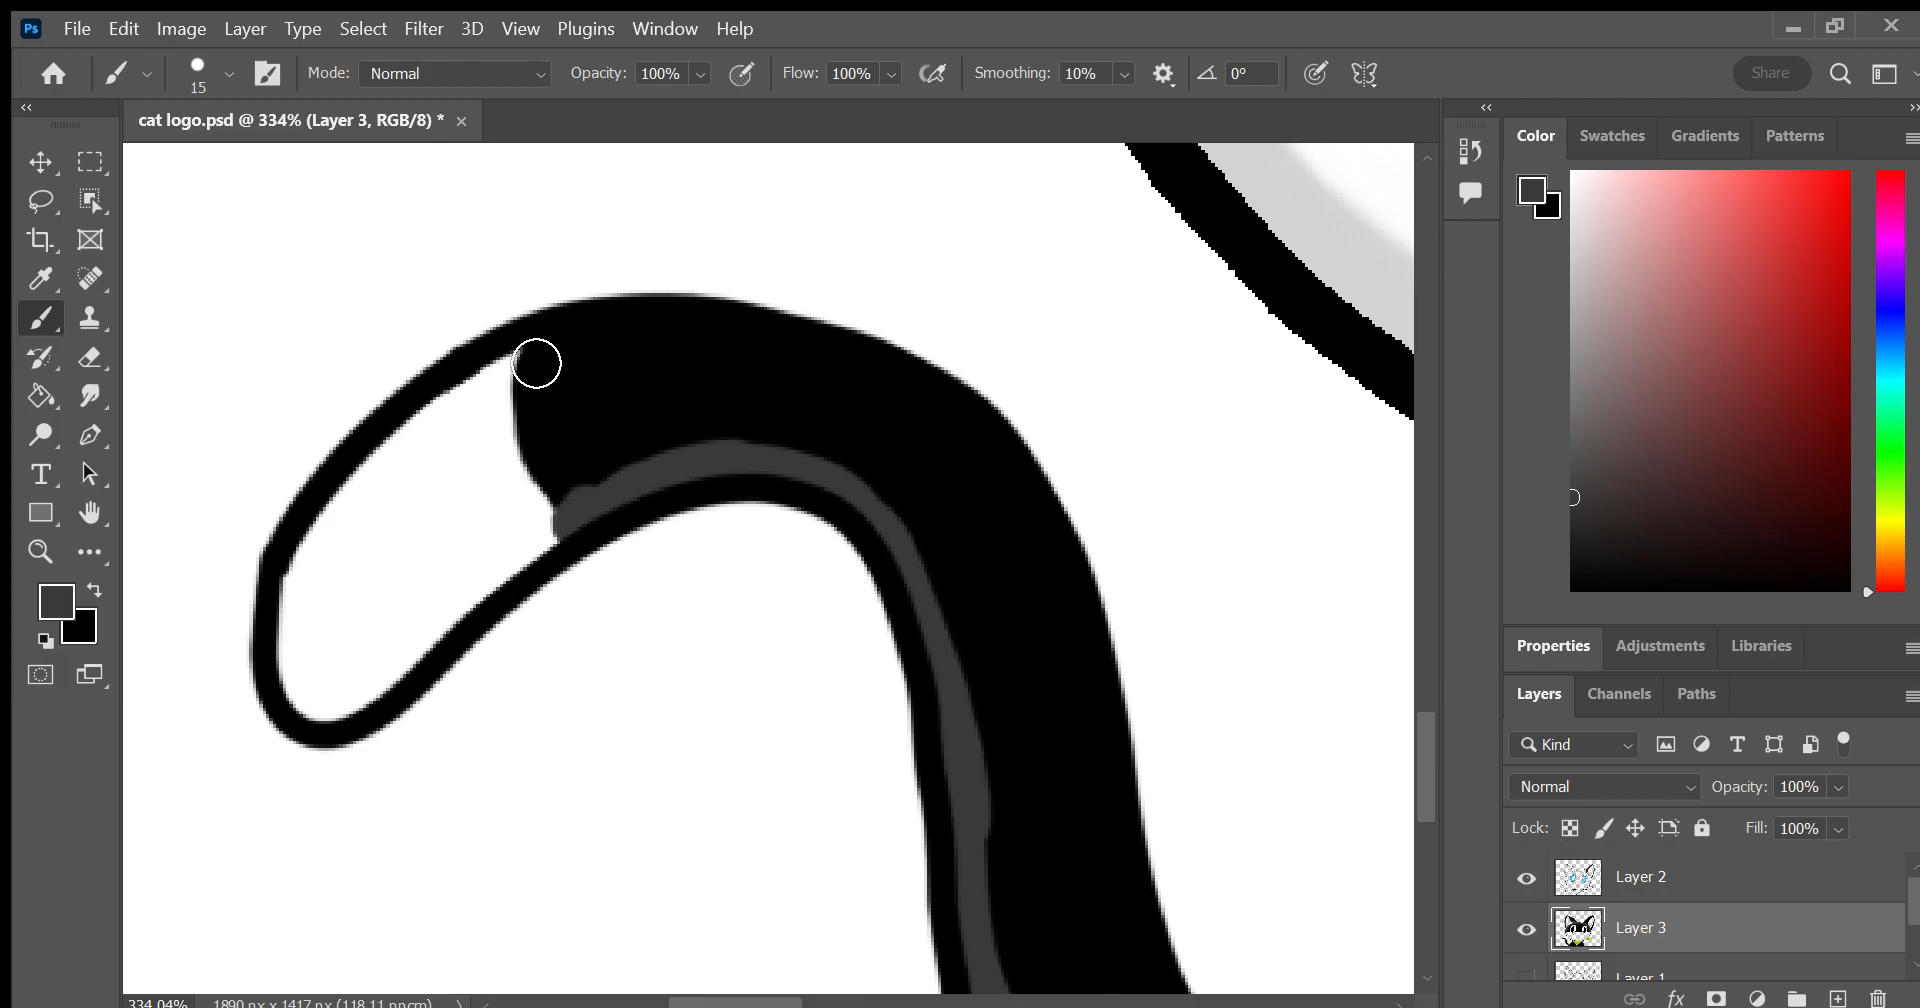 Ps File Edit Image Layer Type Select Filter 3D View Plugins Window Help
15 Mode: Normal Opacity: 100% Flow: 100% Smoothing: 10% 0° Share
cat logo.psd @ 334% (Layer 3, RGB/8) * ×
Color Swatches Gradients Patterns
Properties Adjustments Libraries
Layers Channels Paths
Kind
Normal Opacity: 100%
Lock: Fill: 100%
Layer 2
Layer 3
Layer 1
334.04% 1890 px x 1417 px (118.11 ppcm)